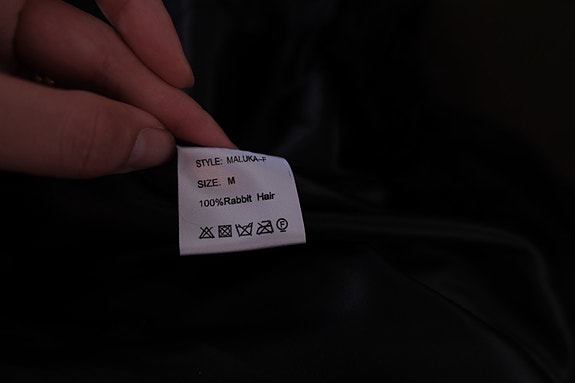 STYLE: MALUKA-F
SIZE. M
100%Rabbit Hair
P